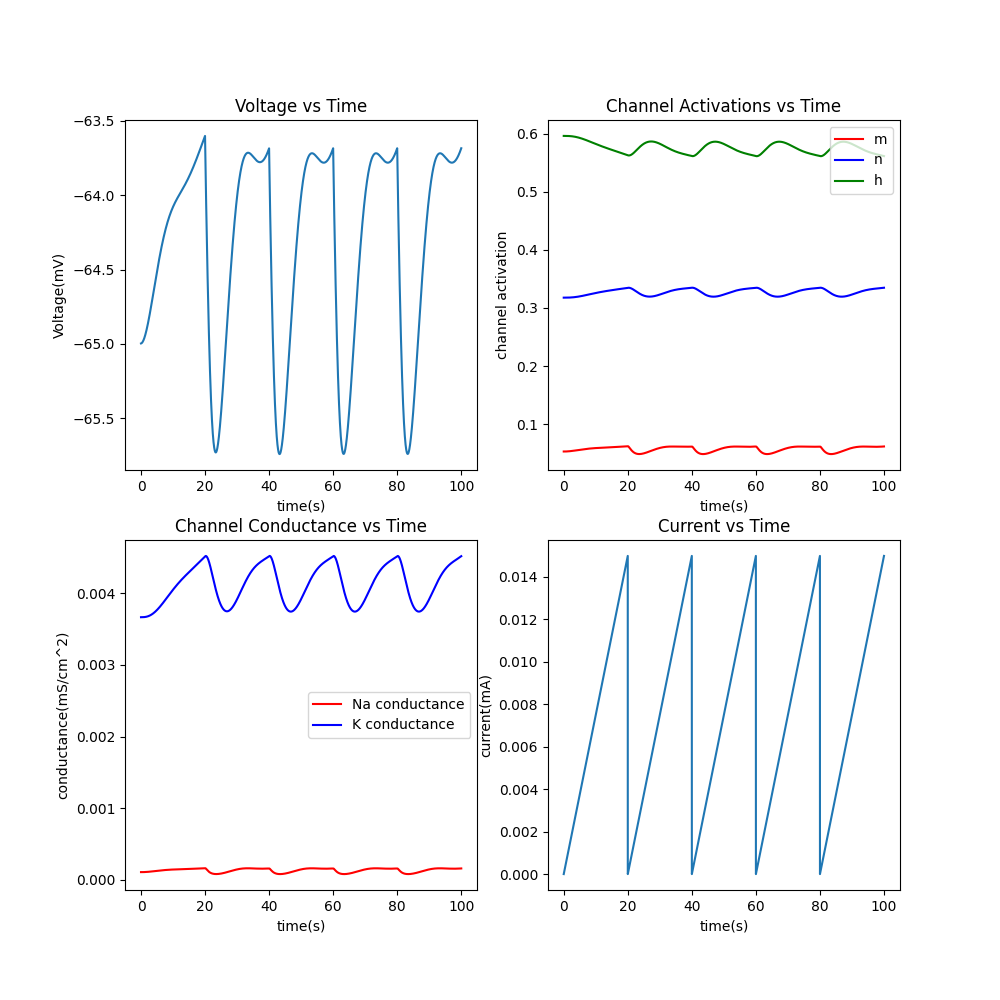 Voltage vs Time
−63.5
−64.0
−64.5
−65.0
−65.5
Voltage(mV)
0 20 40 60 80 100
time(s)
Channel Activations vs Time
0.6
0.5
0.4
0.3
0.2
0.1
channel activation
m
n
h
0 20 40 60 80 100
time(s)
Channel Conductance vs Time
0.004
0.003
0.002
0.001
0.000
conductance(mS/cm^2)
Na conductance
K conductance
0 20 40 60 80 100
time(s)
Current vs Time
0.014
0.012
0.010
0.008
0.006
0.004
0.002
0.000
current(mA)
0 20 40 60 80 100
time(s)